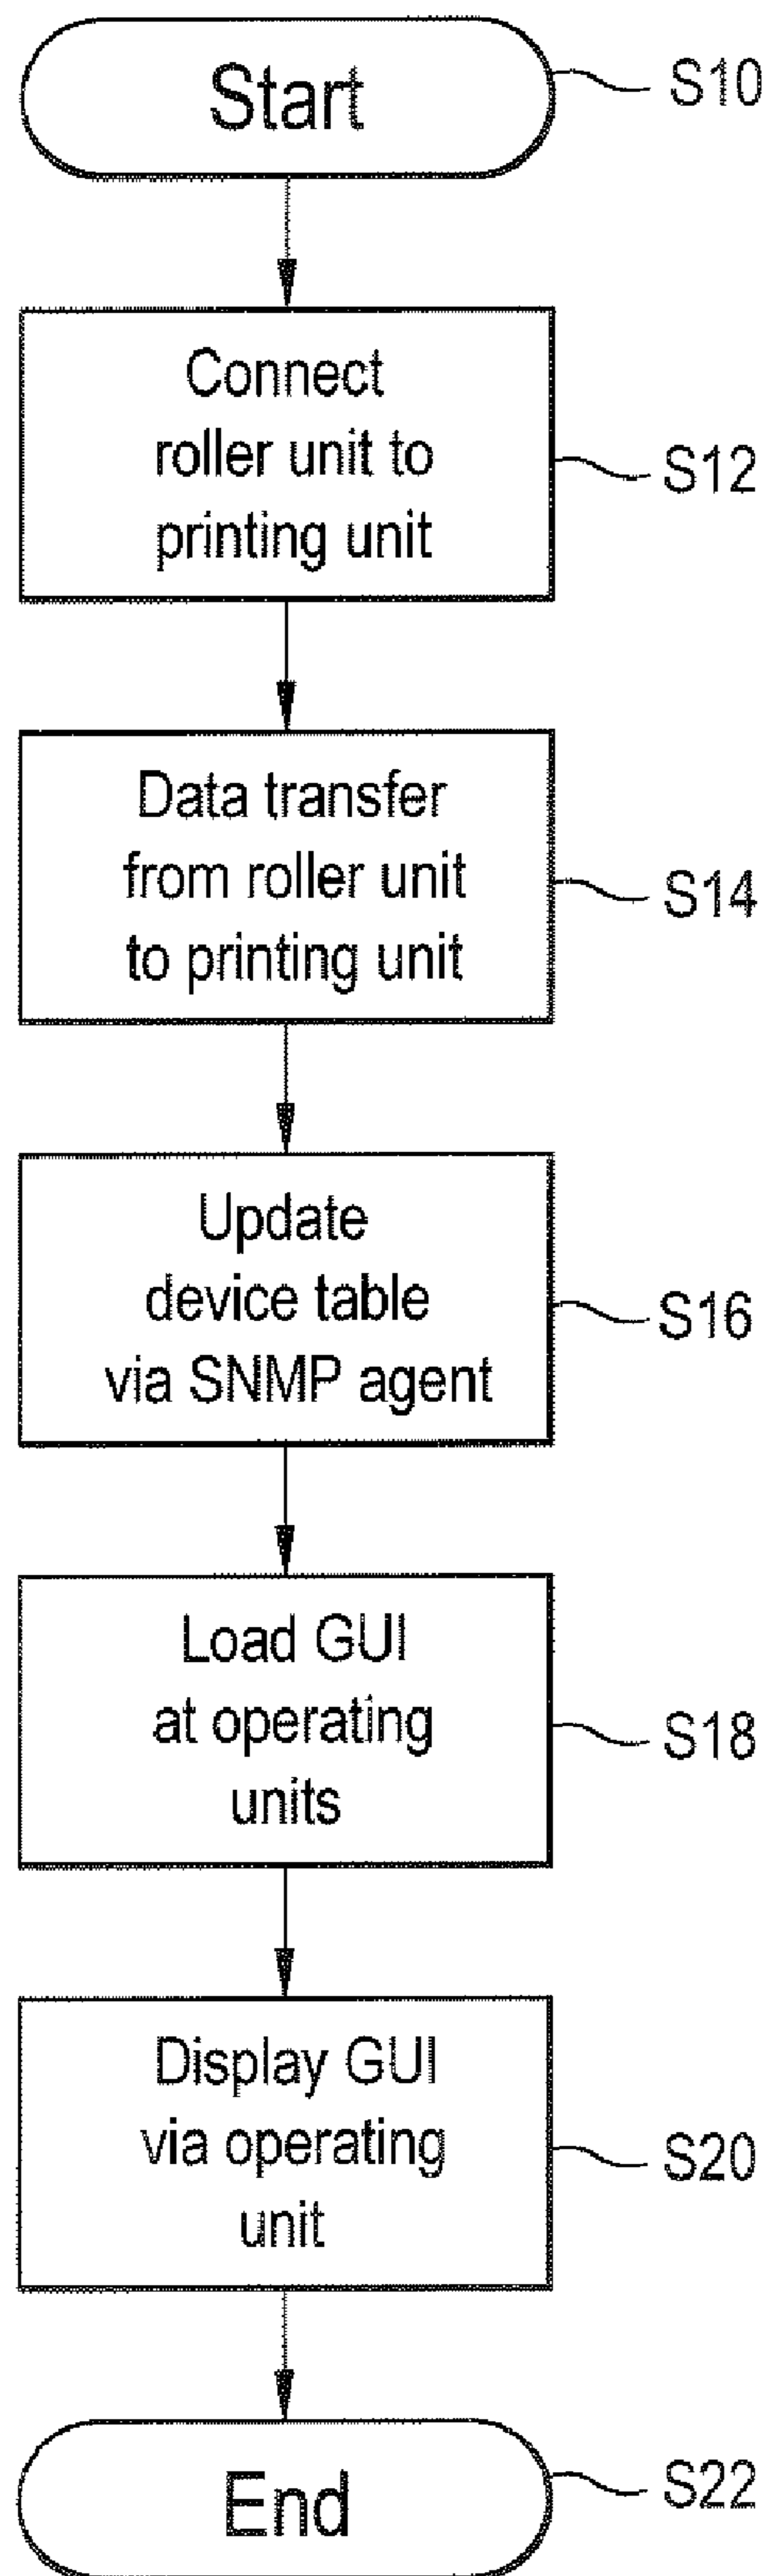 Start
S10
Connect
roller unit to
printing unit
S12
Data transfer
from roller unit
to printing unit
S14
Update
device table
via SNMP agent
S16
Load GUI
at operating
units
S18
Display GUI
via operating
unit
S20
End
S22